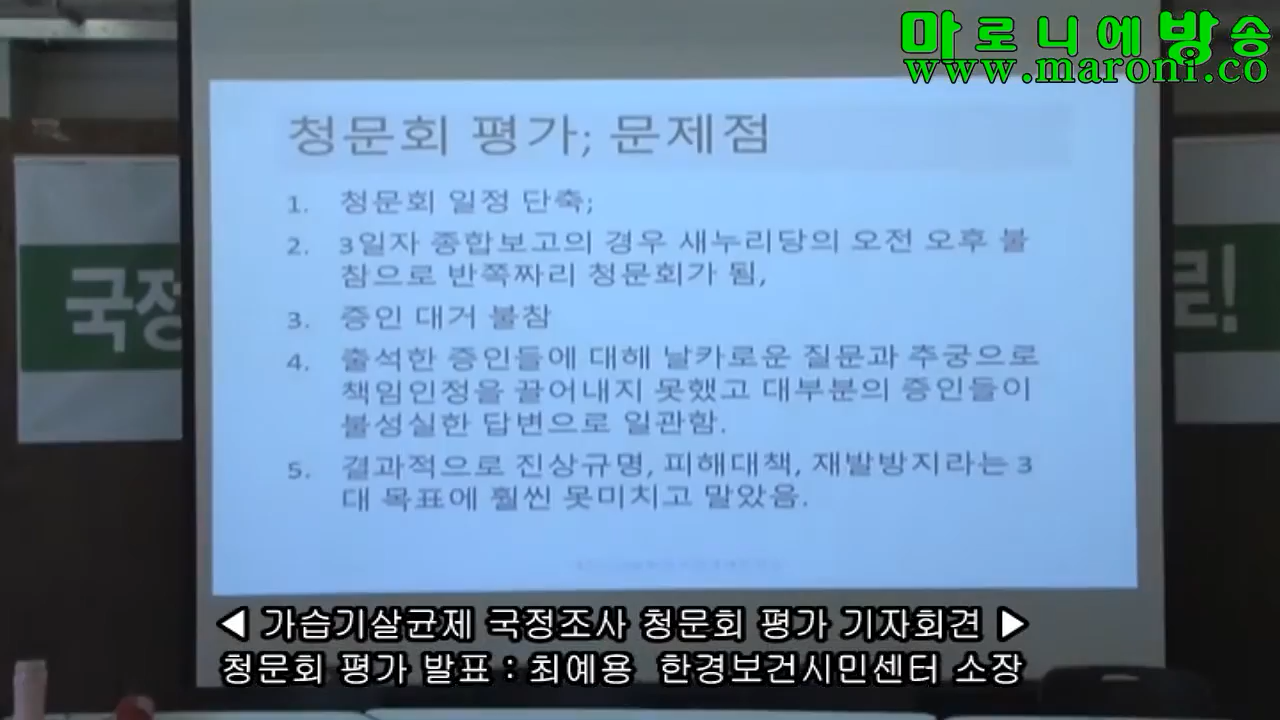 마로니에방송
www.maroni.co
청문회 평가; 문제점
1. 청문회 일정 단축;
2. 3일자 종합보고의 경우 새누리당의 오전 오후 불
참으로 반쪽짜리 청문회가 됨,
3. 증인 대거 불참
4. 출석한 증인들에 대해 날카로운 질문과 추궁으로
책임인정을 끌어내지 못했고 대부분의 증인들이
불성실한 답변으로 일관함.
5. 결과적으로 진상규명, 피해대책, 재발방지라는 3
대 목표에 훨씬 못미치고 말았음.
국정
리!
◀ 가습기살균제 국정조사 청문회 평가 기자회견 ▶
청문회 평가 발표 : 최예용 한경보건시민센터 소장